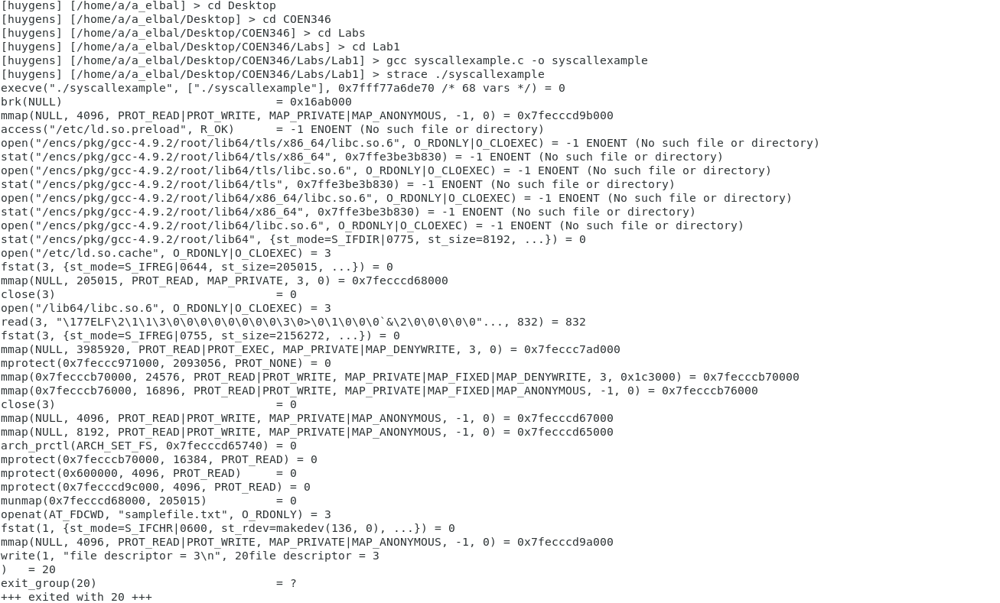 [huygens] [/home/a/a_elbal] > cd Desktop
[huygens] [/home/a/a_elbal/Desktop] > cd COEN346
[huygens] [/home/a/a_elbal/Desktop/COEN346] > cd Labs
[huygens] [/home/a/a_elbal/Desktop/COEN346/Labs] > cd Lab1
[huygens] [/home/a/a_elbal/Desktop/COEN346/Labs/Lab1] > gcc syscallexample.c -o syscallexample
[huygens] [/home/a/a_elbal/Desktop/COEN346/Labs/Lab1] > strace ./syscallexample
execve("./syscallexample", ["./syscallexample"], 0x7fff77a6de70 /* 68 vars */) = 0
brk(NULL)                               = 0x16ab000
mmap(NULL, 4096, PROT_READ|PROT_WRITE, MAP_PRIVATE|MAP_ANONYMOUS, -1, 0) = 0x7fecccd9b000
access("/etc/ld.so.preload", R_OK)      = -1 ENOENT (No such file or directory)
open("/encs/pkg/gcc-4.9.2/root/lib64/tls/x86_64/libc.so.6", O_RDONLY|O_CLOEXEC) = -1 ENOENT (No such file or directory)
stat("/encs/pkg/gcc-4.9.2/root/lib64/tls/x86_64", 0x7ffe3be3b830) = -1 ENOENT (No such file or directory)
open("/encs/pkg/gcc-4.9.2/root/lib64/tls/libc.so.6", O_RDONLY|O_CLOEXEC) = -1 ENOENT (No such file or directory)
stat("/encs/pkg/gcc-4.9.2/root/lib64/tls", 0x7ffe3be3b830) = -1 ENOENT (No such file or directory)
open("/encs/pkg/gcc-4.9.2/root/lib64/x86_64/libc.so.6", O_RDONLY|O_CLOEXEC) = -1 ENOENT (No such file or directory)
stat("/encs/pkg/gcc-4.9.2/root/lib64/x86_64", 0x7ffe3be3b830) = -1 ENOENT (No such file or directory)
open("/encs/pkg/gcc-4.9.2/root/lib64/libc.so.6", O_RDONLY|O_CLOEXEC) = -1 ENOENT (No such file or directory)
stat("/encs/pkg/gcc-4.9.2/root/lib64", {st_mode=S_IFDIR|0775, st_size=8192, ...}) = 0
open("/etc/ld.so.cache", O_RDONLY|O_CLOEXEC) = 3
fstat(3, {st_mode=S_IFREG|0644, st_size=205015, ...}) = 0
mmap(NULL, 205015, PROT_READ, MAP_PRIVATE, 3, 0) = 0x7fecccd68000
close(3)                                = 0
open("/lib64/libc.so.6", O_RDONLY|O_CLOEXEC) = 3
read(3, "\177ELF\2\1\1\3\0\0\0\0\0\0\0\0\3\0>\0\1\0\0\0`&\2\0\0\0\0\0"..., 832) = 832
fstat(3, {st_mode=S_IFREG|0755, st_size=2156272, ...}) = 0
mmap(NULL, 3985920, PROT_READ|PROT_EXEC, MAP_PRIVATE|MAP_DENYWRITE, 3, 0) = 0x7feccc7ad000
mprotect(0x7feccc971000, 2093056, PROT_NONE) = 0
mmap(0x7fecccb70000, 24576, PROT_READ|PROT_WRITE, MAP_PRIVATE|MAP_FIXED|MAP_DENYWRITE, 3, 0x1c3000) = 0x7fecccb70000
mmap(0x7fecccb76000, 16896, PROT_READ|PROT_WRITE, MAP_PRIVATE|MAP_FIXED|MAP_ANONYMOUS, -1, 0) = 0x7fecccb76000
close(3)                                = 0
mmap(NULL, 4096, PROT_READ|PROT_WRITE, MAP_PRIVATE|MAP_ANONYMOUS, -1, 0) = 0x7fecccd67000
mmap(NULL, 8192, PROT_READ|PROT_WRITE, MAP_PRIVATE|MAP_ANONYMOUS, -1, 0) = 0x7fecccd65000
arch_prctl(ARCH_SET_FS, 0x7fecccd65740) = 0
mprotect(0x7fecccb70000, 16384, PROT_READ) = 0
mprotect(0x600000, 4096, PROT_READ)     = 0
mprotect(0x7fecccd9c000, 4096, PROT_READ) = 0
munmap(0x7fecccd68000, 205015)          = 0
openat(AT_FDCWD, "samplefile.txt", O_RDONLY) = 3
fstat(1, {st_mode=S_IFCHR|0600, st_rdev=makedev(136, 0), ...}) = 0
mmap(NULL, 4096, PROT_READ|PROT_WRITE, MAP_PRIVATE|MAP_ANONYMOUS, -1, 0) = 0x7fecccd9a000
write(1, "file descriptor = 3\n", 20file descriptor = 3
)   = 20
exit_group(20)                          = ?
+++ exited with 20 +++